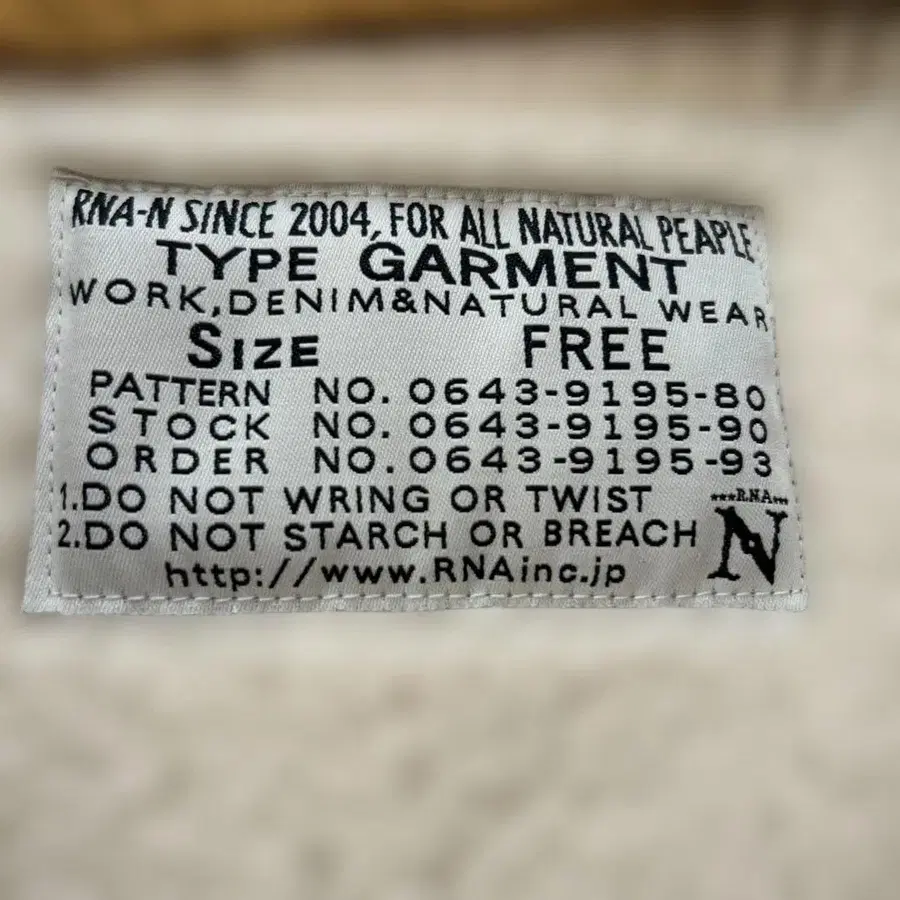 RNA-N SINCE 2004, FOR ALL NATURAL PEAPLE
TYPE GARMENT
WORK,DENIM&NATURAL WEAR
SIZE FREE
PATTERN NO. 0643-9195-80
STOCK NO. 0643-9195-90
ORDER NO. 0643-9195-93
1.DO NOT WRING OR TWIST
2.DO NOT STARCH OR BREACH
***RNA***
N
http://www.RNAinc.jp